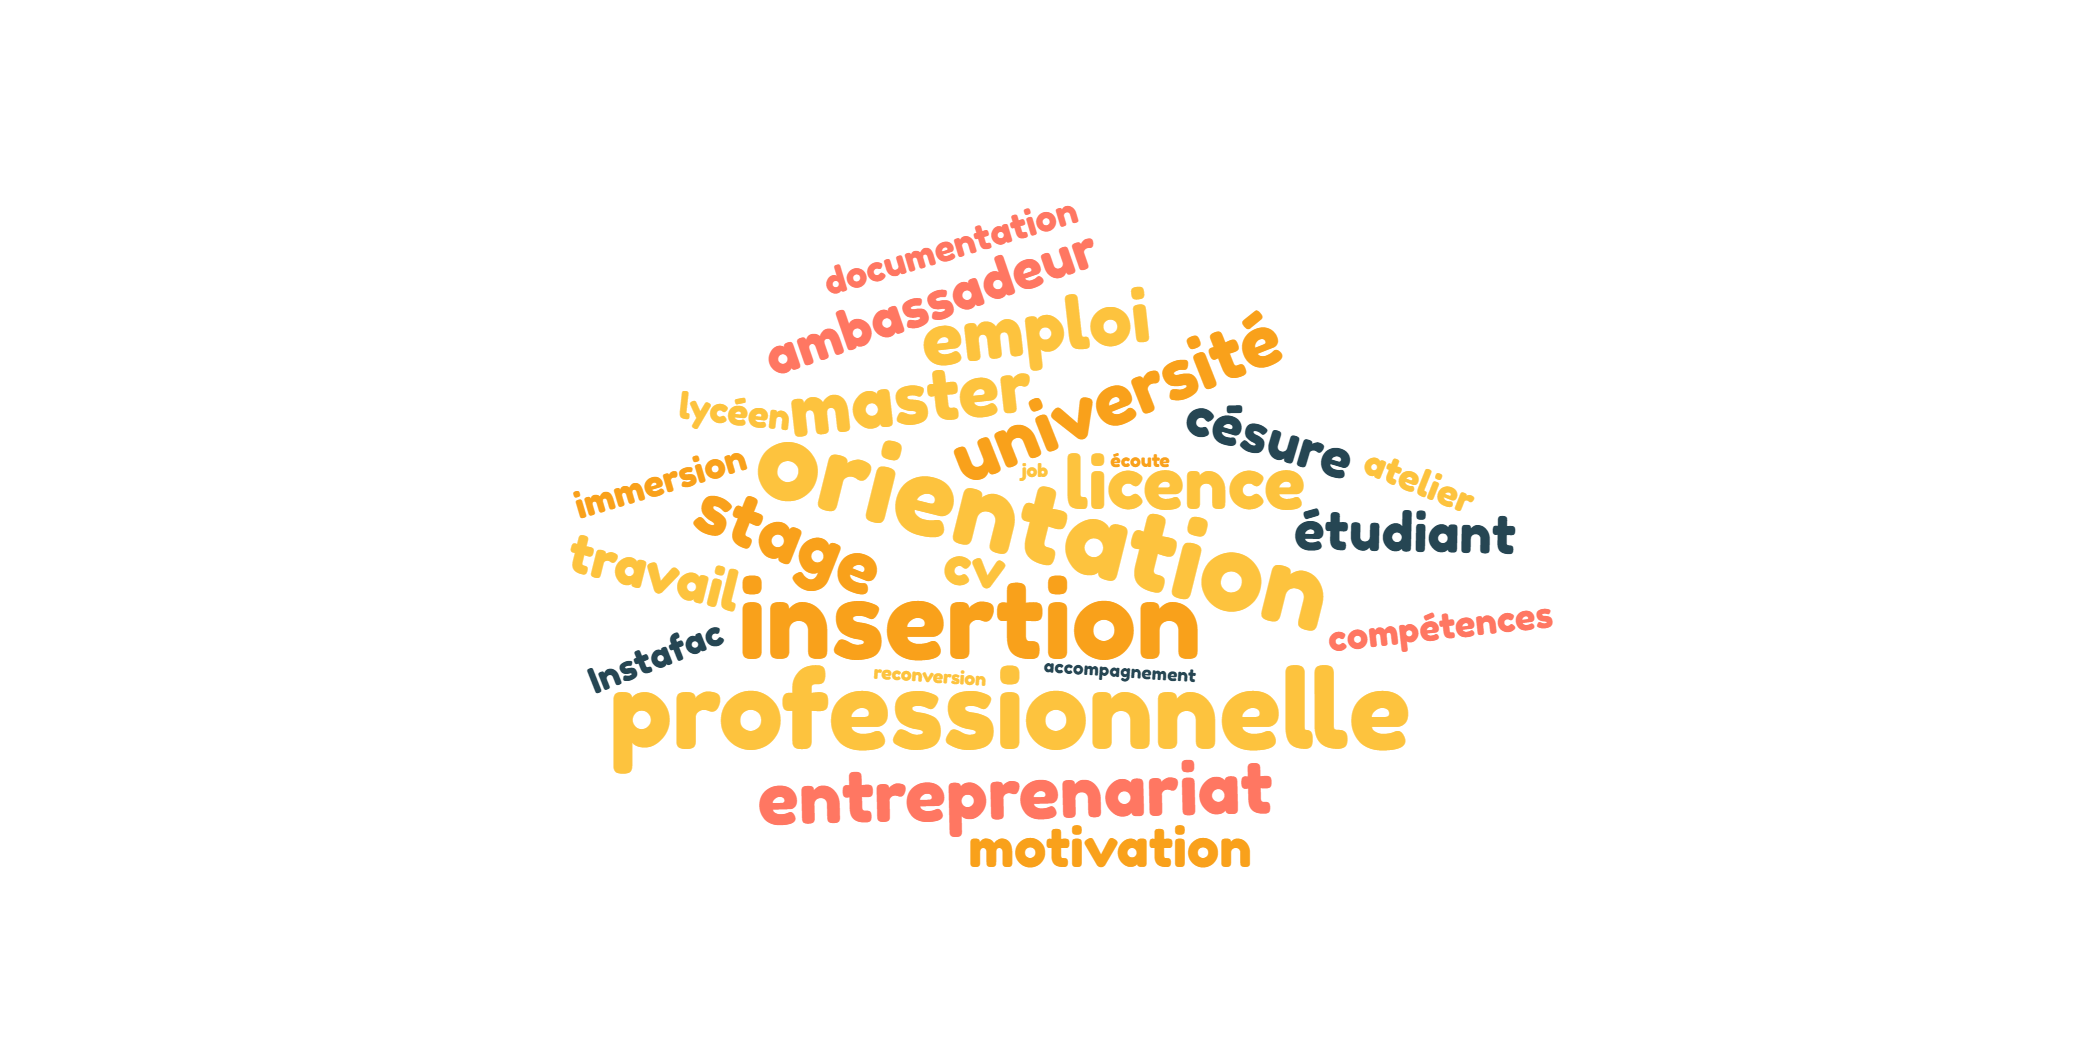 documentation
ambassadeur
emploi
université
lycéen
master
césure
immersion
orientation
job
écoute
licence
atelier
stage
étudiant
travail
cv
insertion
compétences
Instafac
reconversion
accompagnement
professionnelle
entreprenariat
motivation